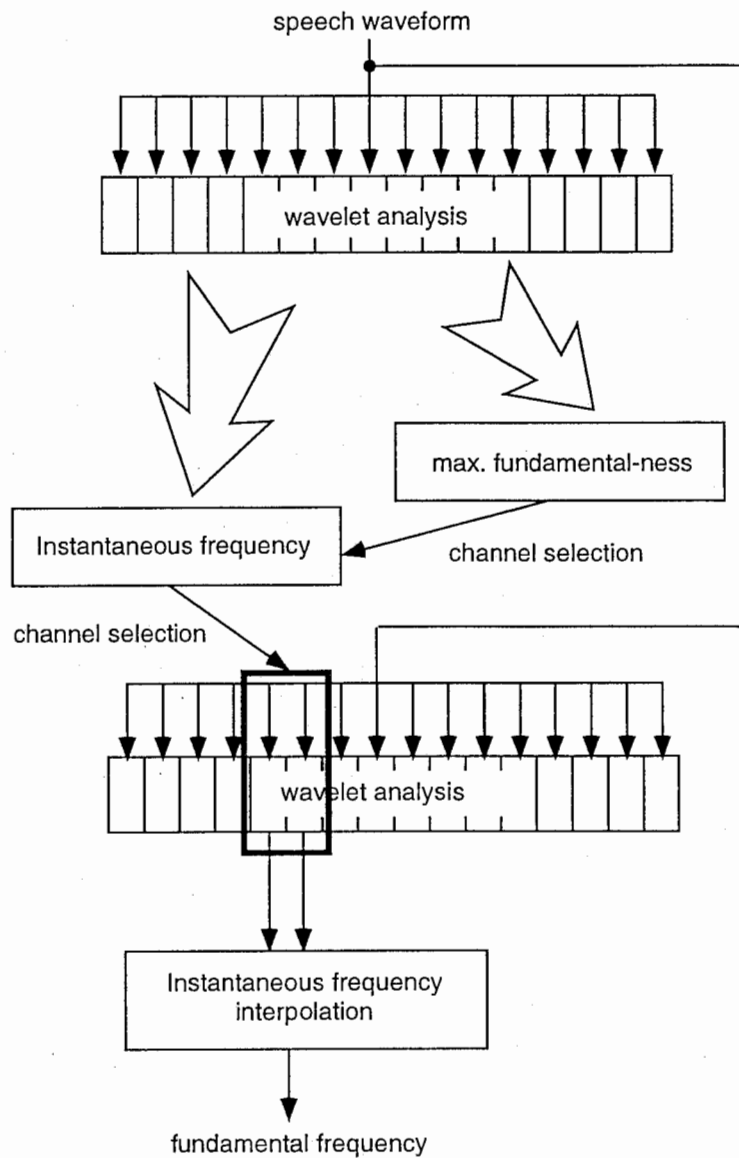 speech waveform
wavelet analysis
max. fundamental-ness
Instantaneous frequency
channel selection
channel selection
wavelet analysis
Instantaneous frequency
interpolation
fundamental frequency